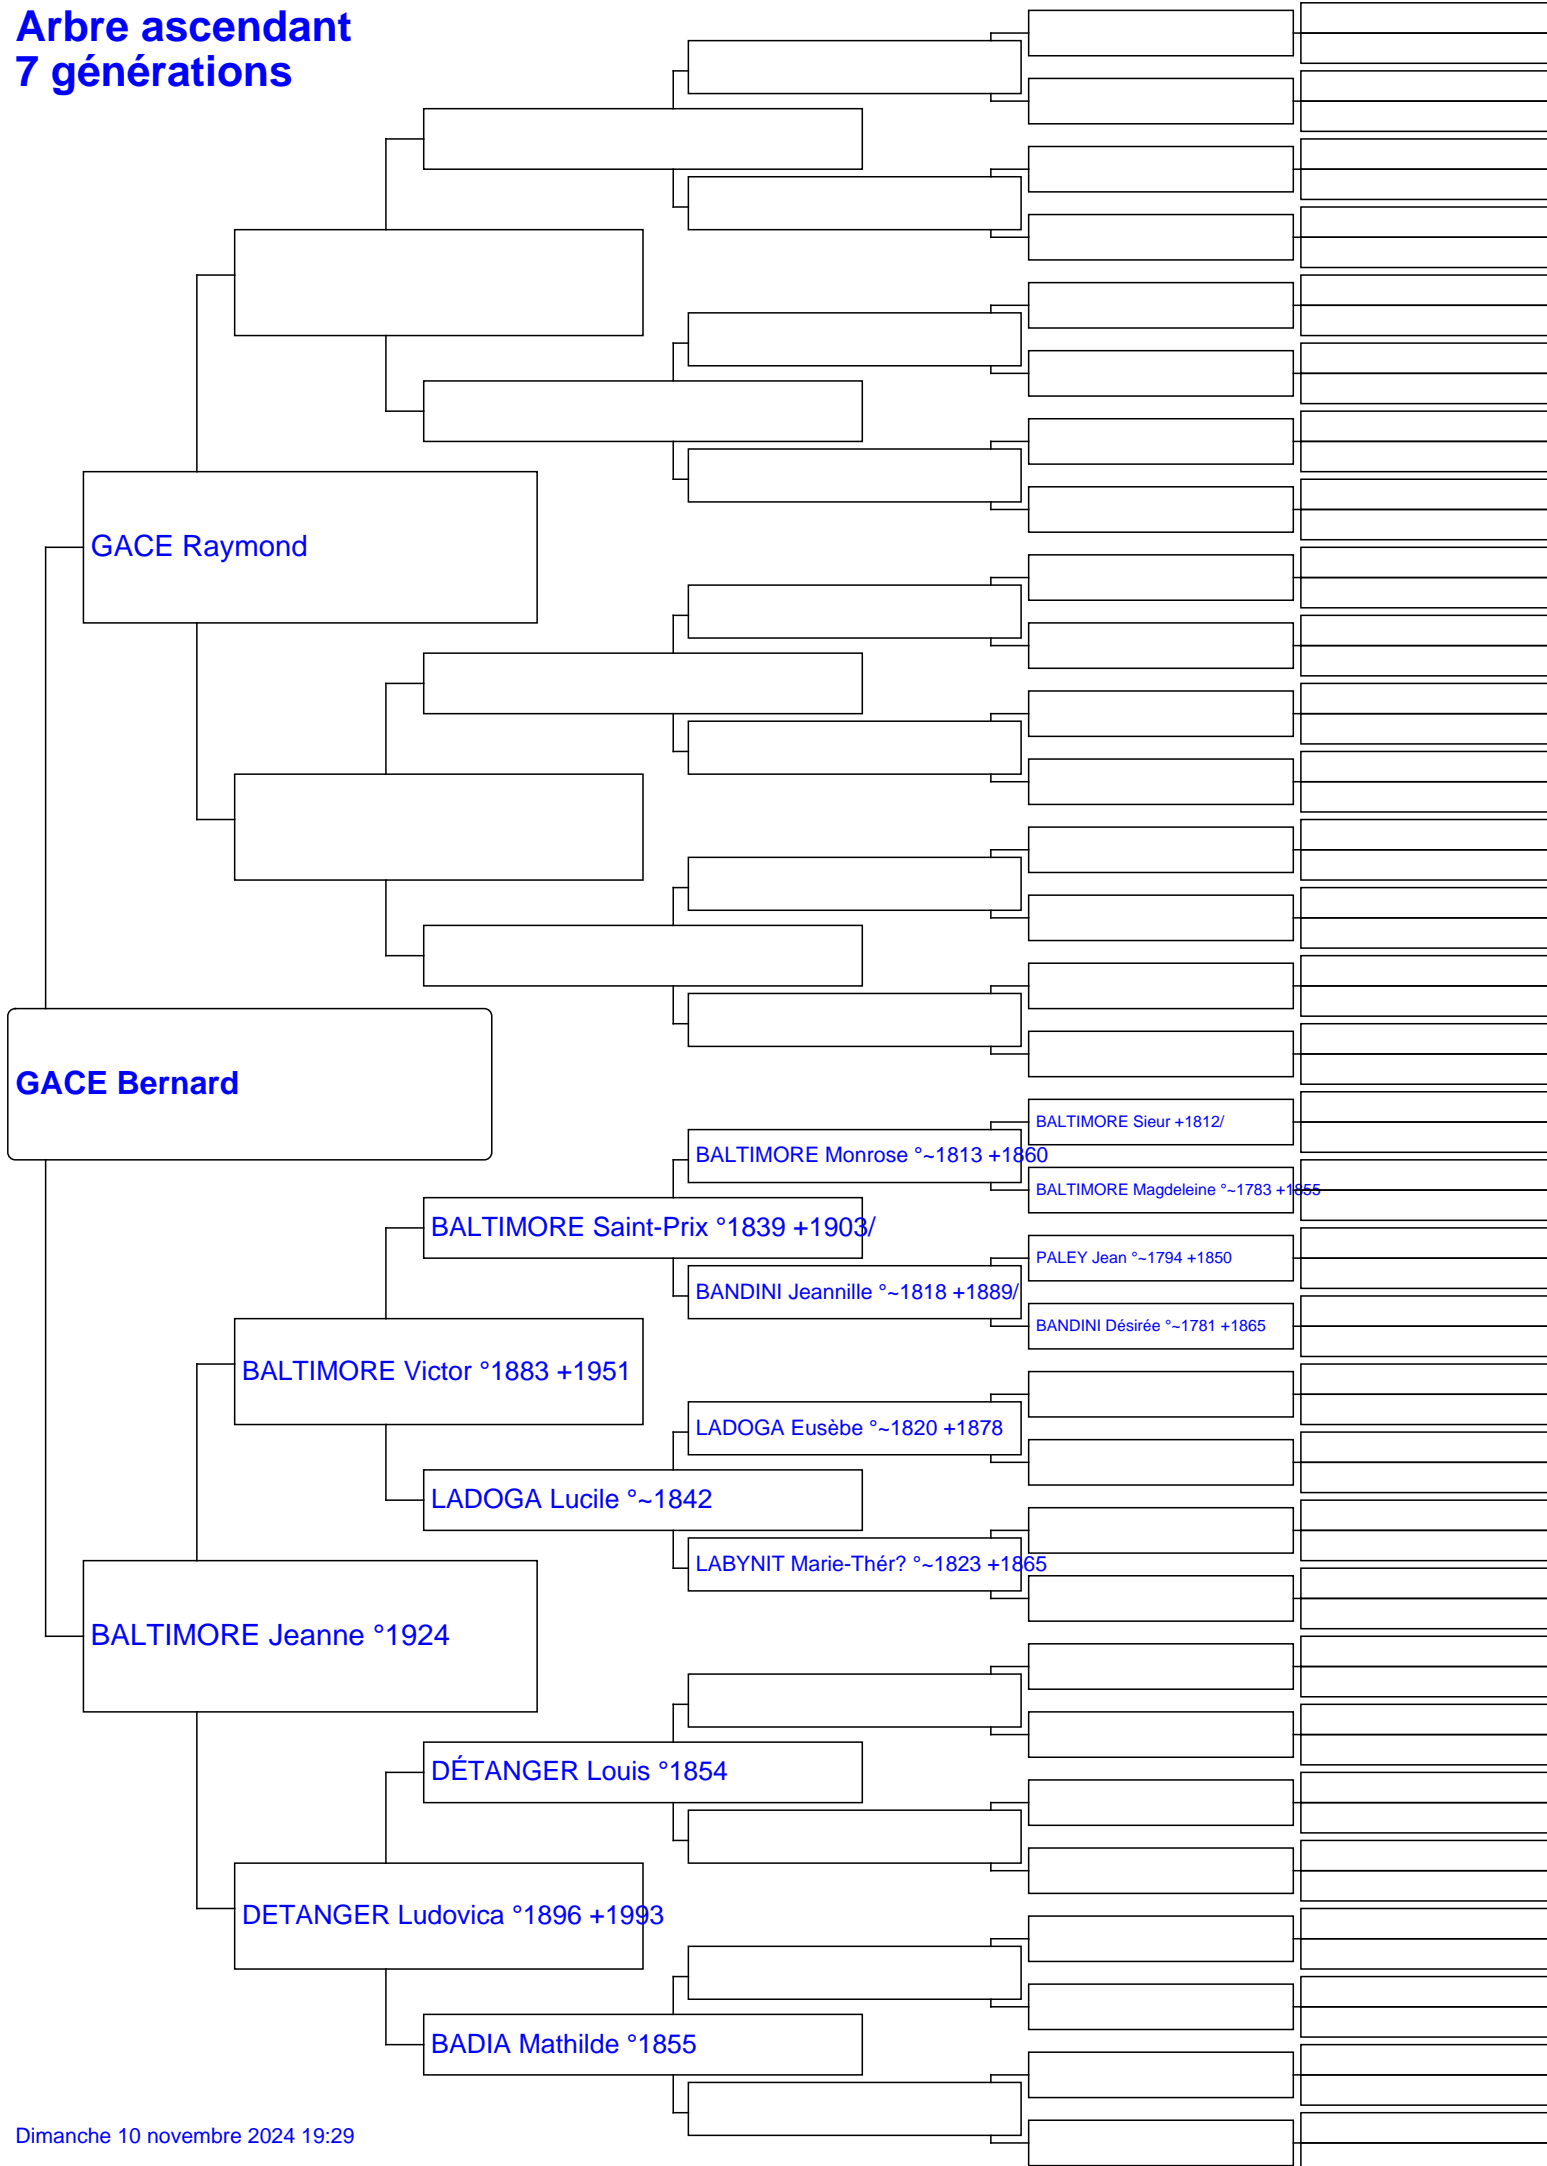 Arbre ascendant
7 générations
GACE Raymond
GACE Bernard
BALTIMORE Sieur +1812/
BALTIMORE Monrose °~1813 +1860
BALTIMORE Magdeleine °~1783 +1855
BALTIMORE Saint-Prix °1839 +1903/
PALEY Jean °~1794 +1850
BANDINI Jeannille °~1818 +1889/
BANDINI Désirée °~1781 +1865
BALTIMORE Victor °1883 +1951
LADOGA Eusèbe °~1820 +1878
LADOGA Lucile °~1842
LABYNIT Marie-Thér? °~1823 +1865
BALTIMORE Jeanne °1924
DÉTANGER Louis °1854
DETANGER Ludovica °1896 +1993
BADIA Mathilde °1855
Dimanche 10 novembre 2024 19:29